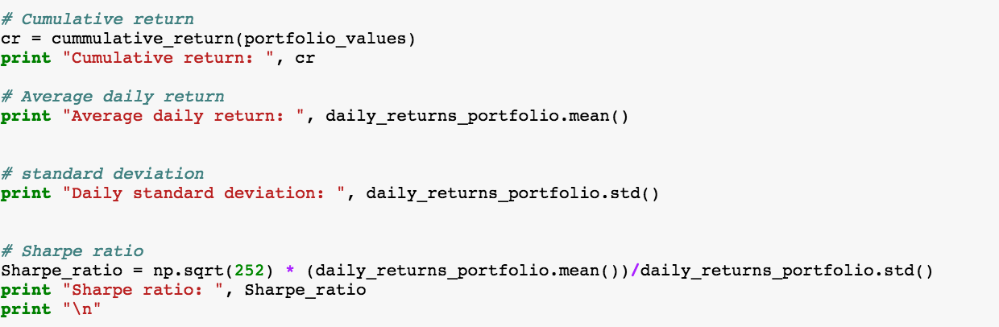 # Cumulative return
cr = cummulative_return(portfolio_values)
print "Cumulative return: ", cr
# Average daily return
print "Average daily return: ", daily_returns_portfolio.mean()
# standard deviation
print "Daily standard deviation: ", daily_returns_portfolio.std()
# Sharpe ratio
Sharpe_ratio = np.sqrt(252) * (daily_returns_portfolio.mean())/daily_returns_portfolio.std()
print "Sharpe ratio: ", Sharpe_ratio
print "\n"